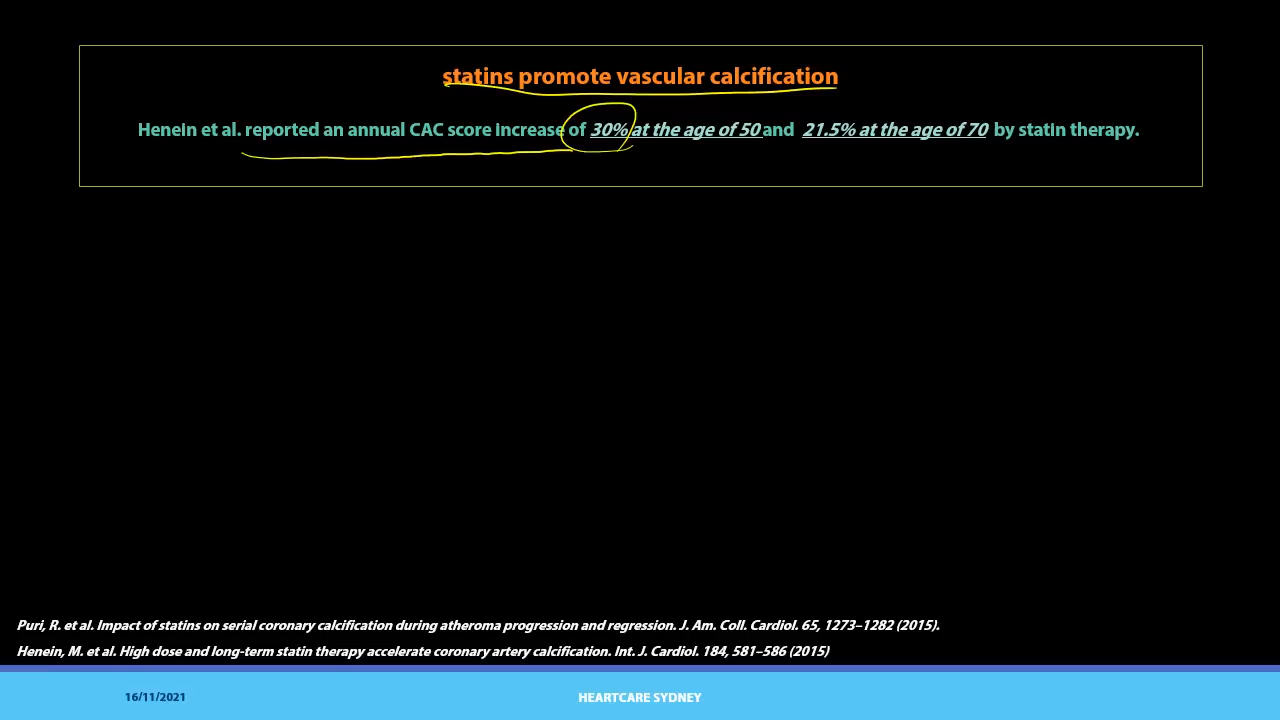 statins promote vascular calcification
Henein et al. reported an annual CAC score increase of 30% at the age of 50 and 21.5% at the age of 70 by statin therapy.
Puri, R. et al. Impact of statins on serial coronary calcification during atheroma progression and regression. J. Am. Coll. Cardiol. 65, 1273–1282 (2015).
Henein, M. et al. High dose and long-term statin therapy accelerate coronary artery calcification. Int. J. Cardiol. 184, 581–586 (2015)
16/11/2021 HEARTCARE SYDNEY